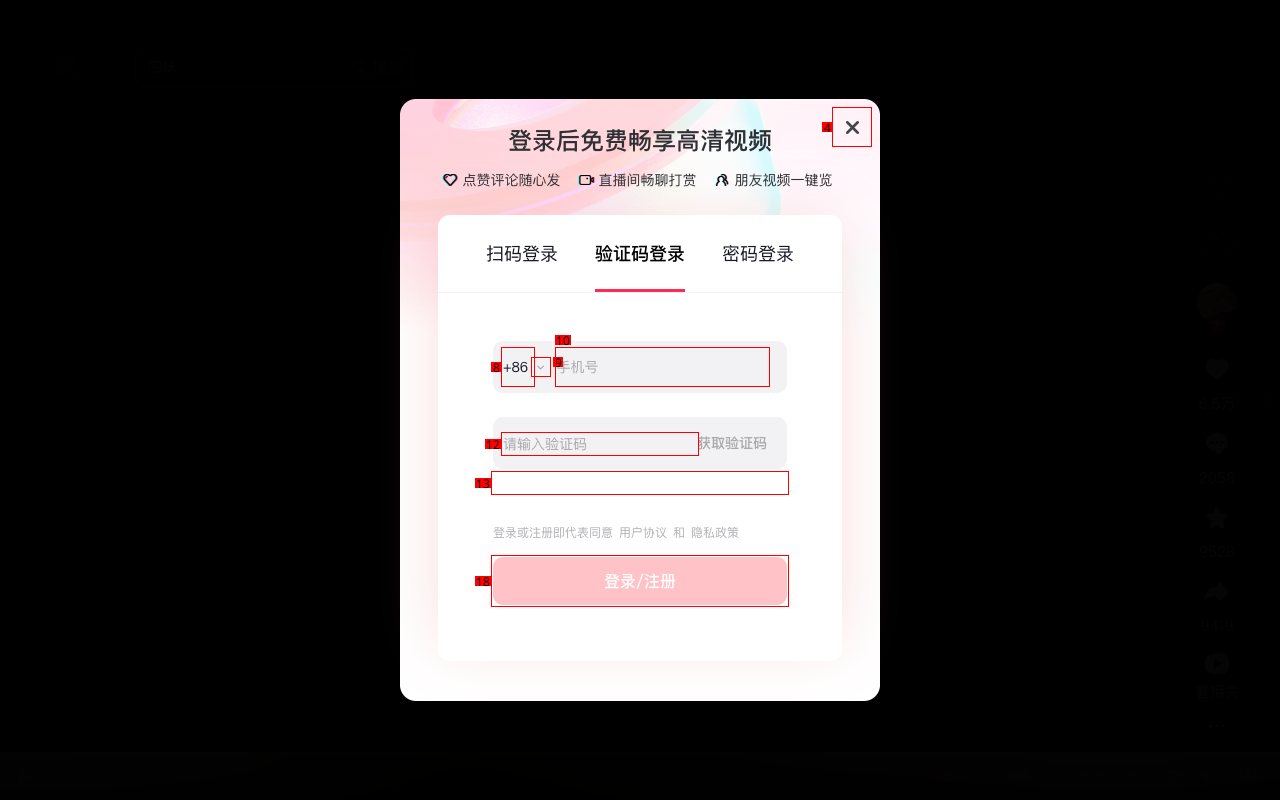 登录后免费畅享高清视频
点赞评论随心发 直播间畅聊打赏 朋友视频一键览
4
扫码登录 验证码登录 密码登录
10
8 +86 9 手机号
12 请输入验证码 获取验证码
13
登录或注册即代表同意 用户协议 和 隐私政策
18 登录/注册